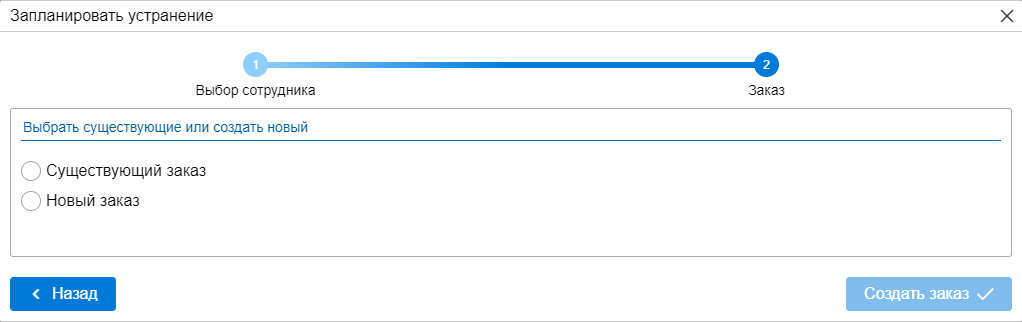 Запланировать устранение
1
2
Выбор сотрудника
Заказ
Выбрать существующие или создать новый
Существующий заказ
Новый заказ
Назад
Создать заказ